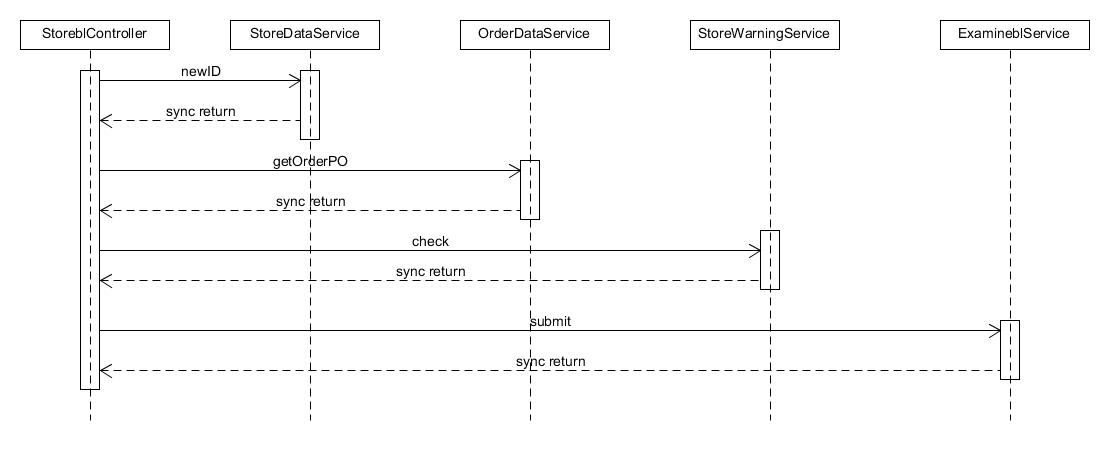 StoreblController
StoreDataService
OrderDataService
StoreWarningService
ExamineblService
newID
sync return
getOrderPO
sync return
check
sync return
submit
sync return